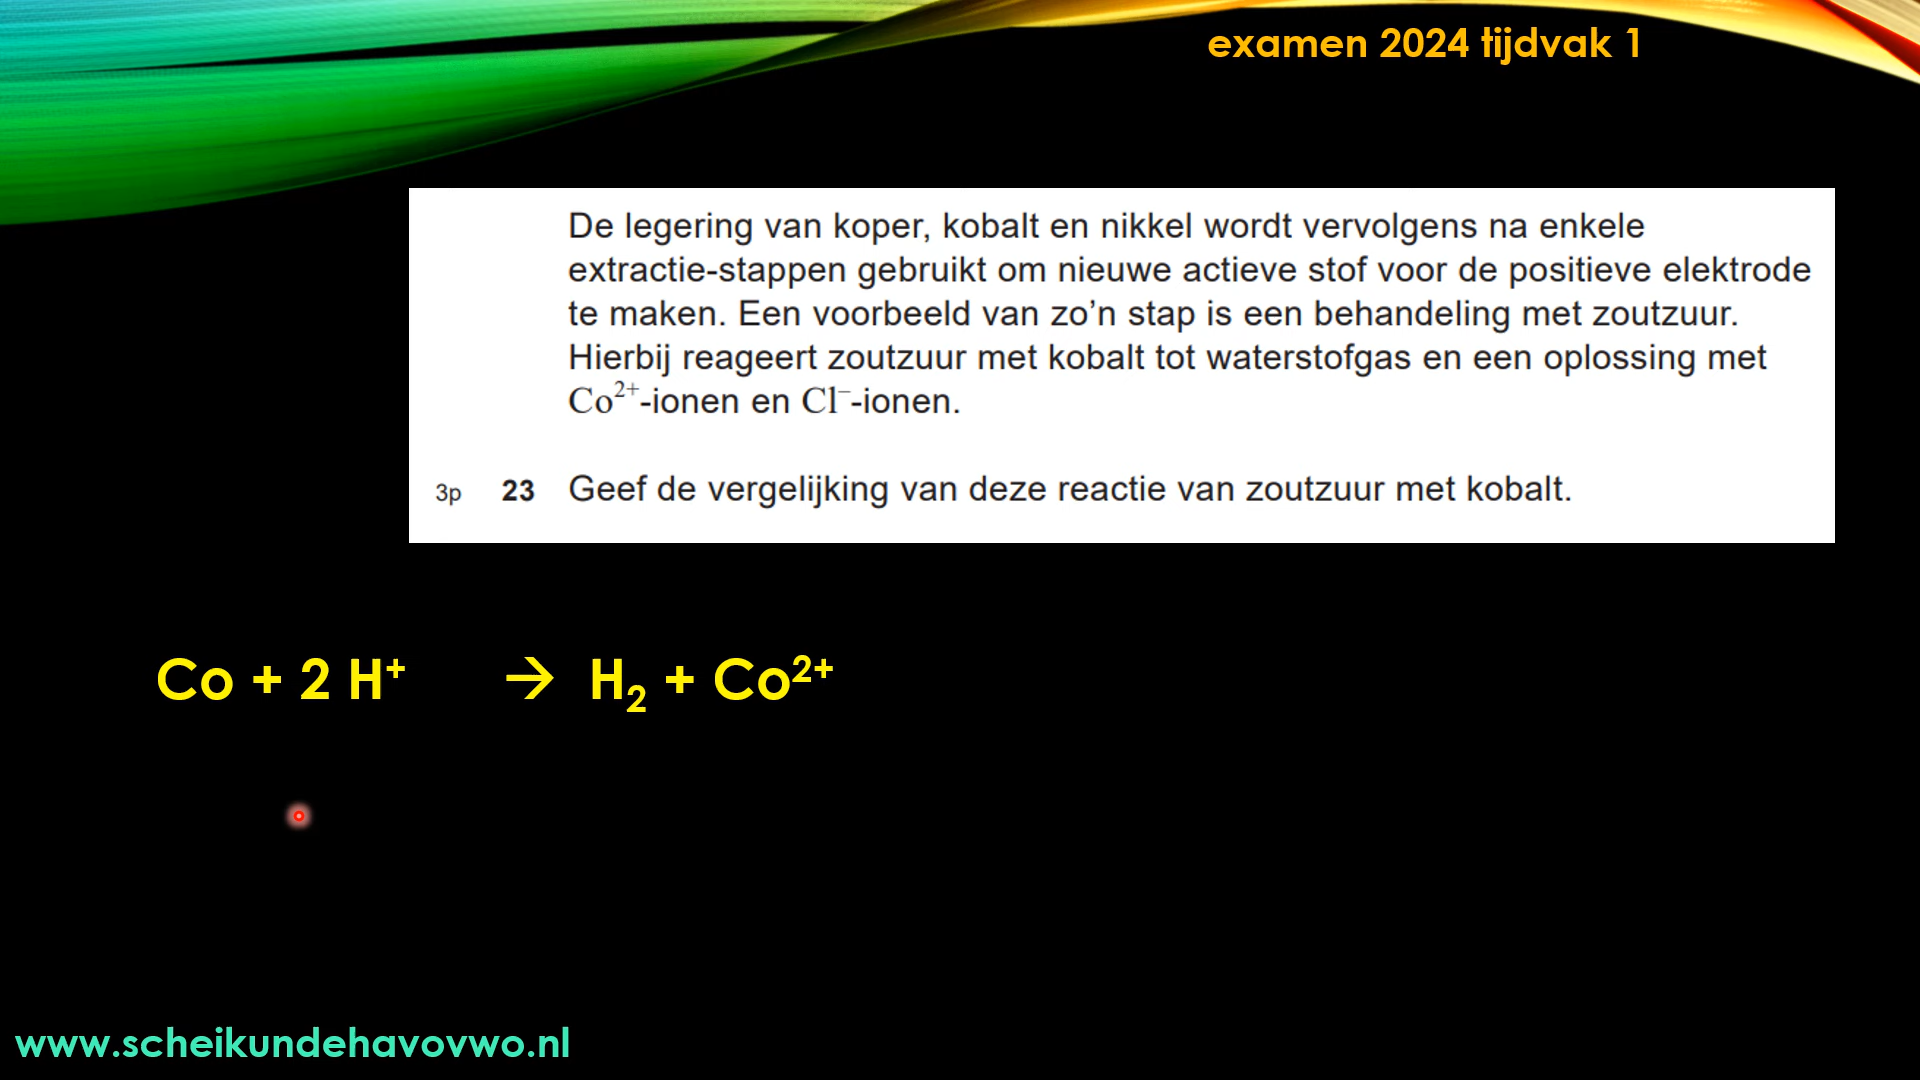 examen 2024 tijdvak 1
De legering van koper, kobalt en nikkel wordt vervolgens na enkele
extractie-stappen gebruikt om nieuwe actieve stof voor de positieve elektrode
te maken. Een voorbeeld van zo’n stap is een behandeling met zoutzuur.
Hierbij reageert zoutzuur met kobalt tot waterstofgas en een oplossing met
Co²⁺-ionen en Cl⁻-ionen.
3p 23 Geef de vergelijking van deze reactie van zoutzuur met kobalt.
Co + 2 H⁺ → H₂ + Co²⁺
www.scheikundehavovwo.nl